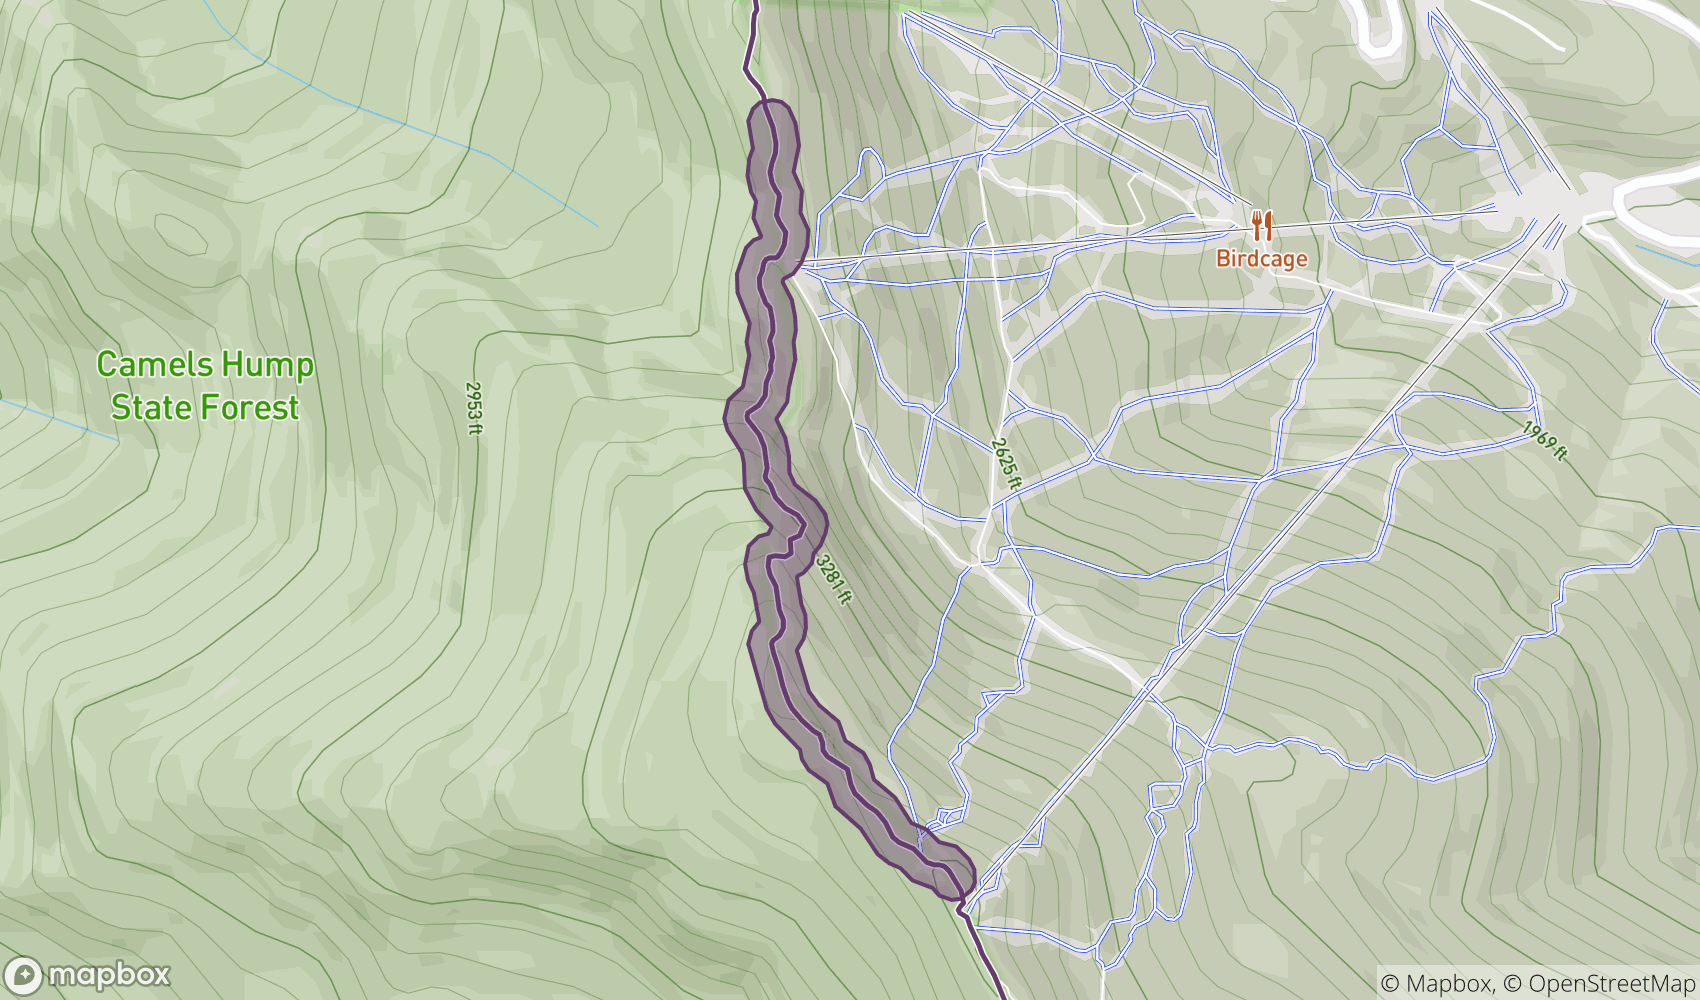 Birdcage
Camels Hump
State Forest
2953 ft
2625 ft
1969 ft
3281 ft
mapbox
© Mapbox, © OpenStreetMap